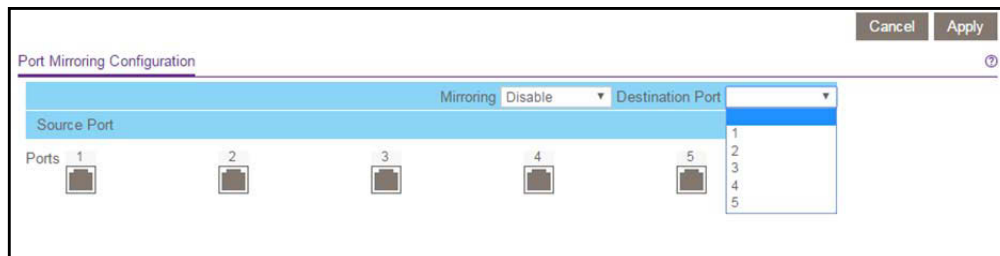 Cancel Apply
Port Mirroring Configuration
Mirroring Disable Destination Port
Source Port
Ports 1 2 3 4 5
1
2
3
4
5